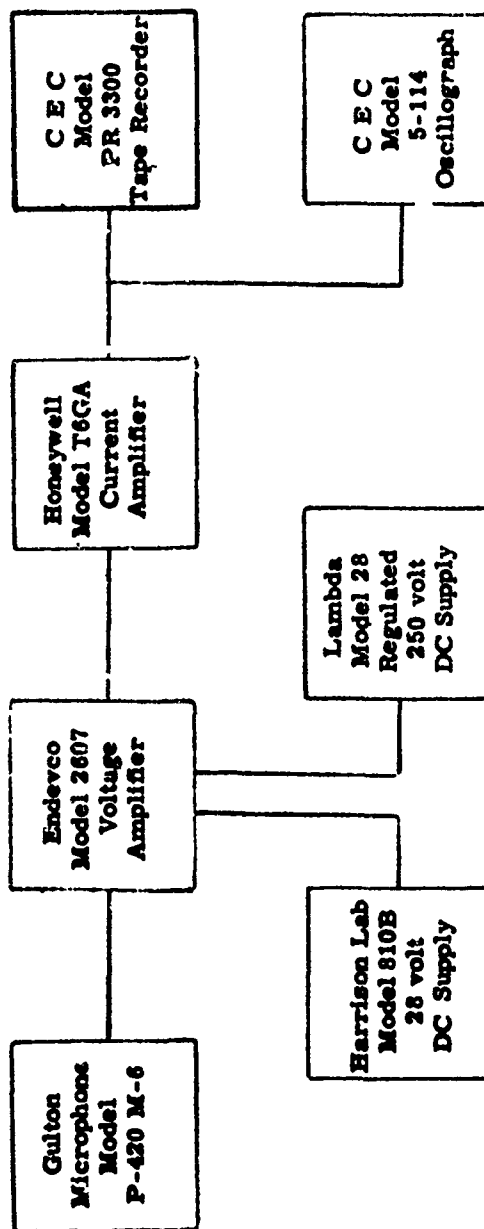 Gulton
Microphone
Model
P-420 M-6
Endevco
Model 2607
Voltage
Amplifier
Honeywell
Model T6GA
Current
Amplifier
C E C
Model
PR 3300
Tape Recorder
Harrison Lab
Model 810B
28 volt
DC Supply
Lambda
Model 28
Regulated
250 volt
DC Supply
C E C
Model
5-114
Oscillograph